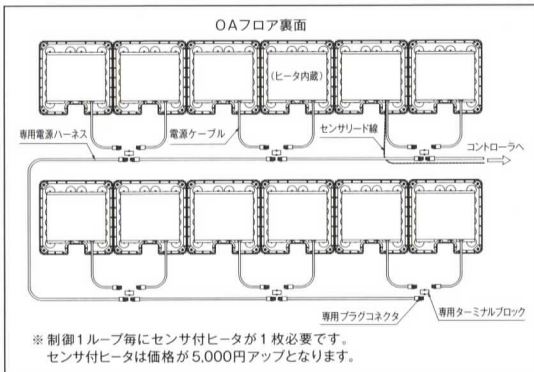 OAフロア裏面
(ヒータ内蔵)
専用電源ハーネス
電源ケーブル
センサリード線
コントローラへ
専用プラグコネクタ
専用ターミナルブロック
※ 制御1ループ毎にセンサ付ヒータが1枚必要です。
センサ付ヒータは価格が5,000円アップとなります。